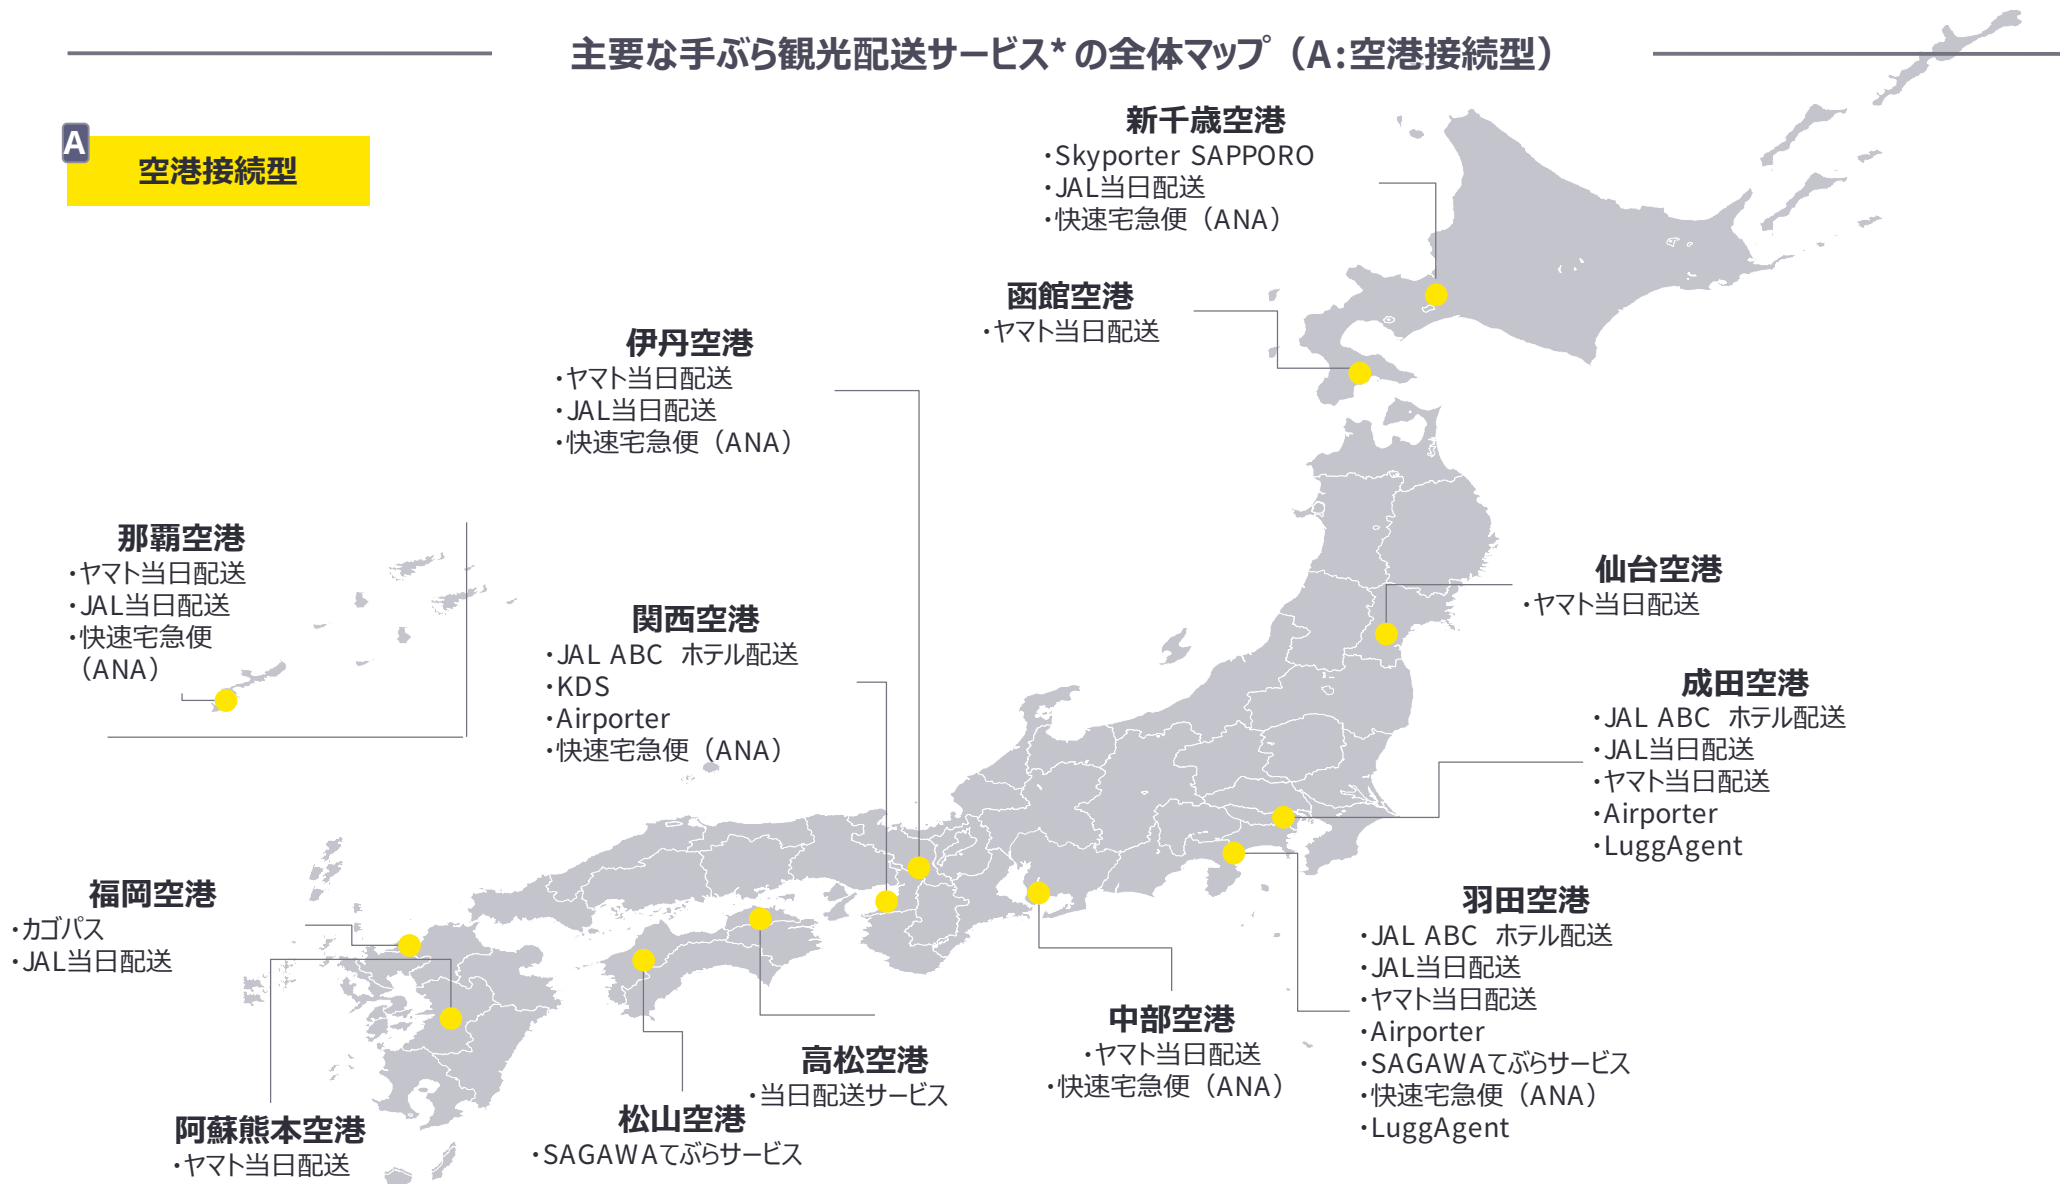 主要な手ぶら観光配送サービス*の全体マップ（A:空港接続型）
A
空港接続型
新千歳空港
・Skyporter SAPPORO
・JAL当日配送
・快速宅急便（ANA）
函館空港
・ヤマト当日配送
伊丹空港
・ヤマト当日配送
・JAL当日配送
・快速宅急便（ANA）
那覇空港
・ヤマト当日配送
・JAL当日配送
・快速宅急便
（ANA）
関西空港
・JAL ABC　ホテル配送
・KDS
・Airporter
・快速宅急便（ANA）
仙台空港
・ヤマト当日配送
成田空港
・JAL ABC　ホテル配送
・JAL当日配送
・ヤマト当日配送
・Airporter
・LuggAgent
福岡空港
・カゴパス
・JAL当日配送
羽田空港
・JAL ABC　ホテル配送
・JAL当日配送
・ヤマト当日配送
・Airporter
・SAGAWAてぶらサービス
・快速宅急便（ANA）
・LuggAgent
中部空港
・ヤマト当日配送
・快速宅急便（ANA）
高松空港
・当日配送サービス
松山空港
・SAGAWAてぶらサービス
阿蘇熊本空港
・ヤマト当日配送